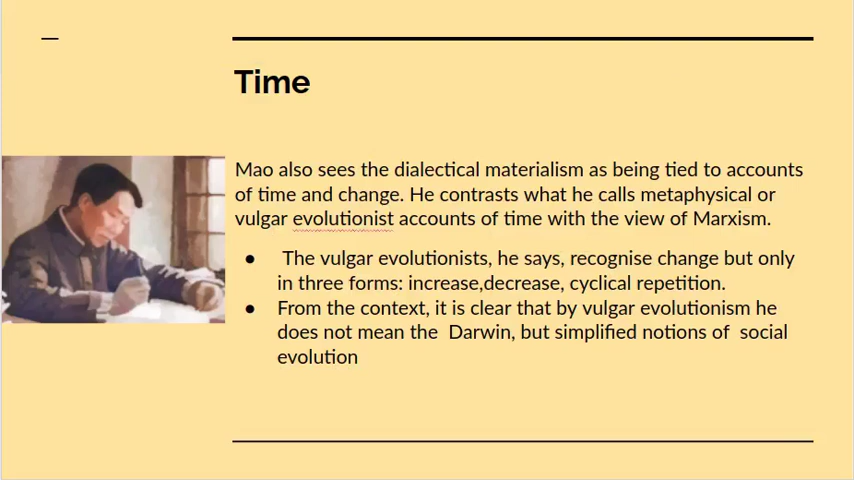 Time
Mao also sees the dialectical materialism as being tied to accounts
of time and change. He contrasts what he calls metaphysical or
vulgar evolutionist accounts of time with the view of Marxism.
● The vulgar evolutionists, he says, recognise change but only
in three forms: increase,decrease, cyclical repetition.
● From the context, it is clear that by vulgar evolutionism he
does not mean the Darwin, but simplified notions of social
evolution